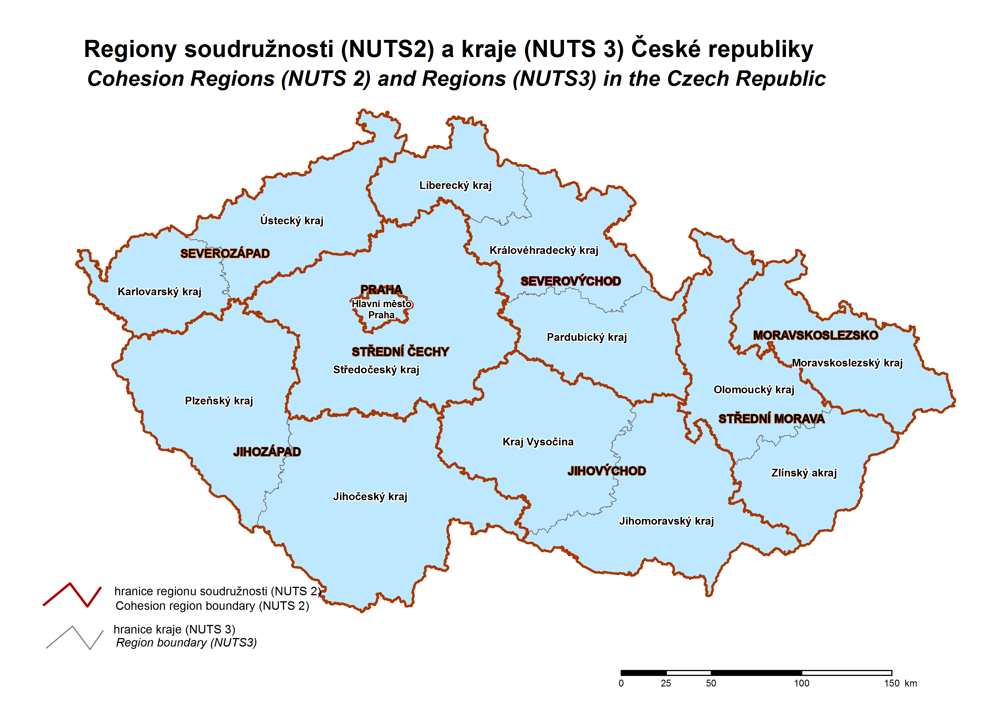 Regiony soudružnosti (NUTS2) a kraje (NUTS 3) České republiky
Cohesion Regions (NUTS 2) and Regions (NUTS3) in the Czech Republic
Liberecký kraj
Ústecký kraj
Královéhradecký kraj
SEVEROZÁPAD
SEVEROVÝCHOD
Karlovarský kraj
PRAHA
Hlavní město
Praha
Pardubický kraj
MORAVSKOSLEZSKO
STŘEDNÍ ČECHY
Moravskoslezský kraj
Středočeský kraj
Olomoucký kraj
Plzeňský kraj
STŘEDNÍ MORAVA
Kraj Vysočina
JIHOZÁPAD
JIHOVÝCHOD
Zlínský akraj
Jihočeský kraj
Jihomoravský kraj
hranice regionu soudružnosti (NUTS 2)
Cohesion region boundary (NUTS 2)
hranice kraje (NUTS 3)
Region boundary (NUTS3)
0 25 50 100 150 km